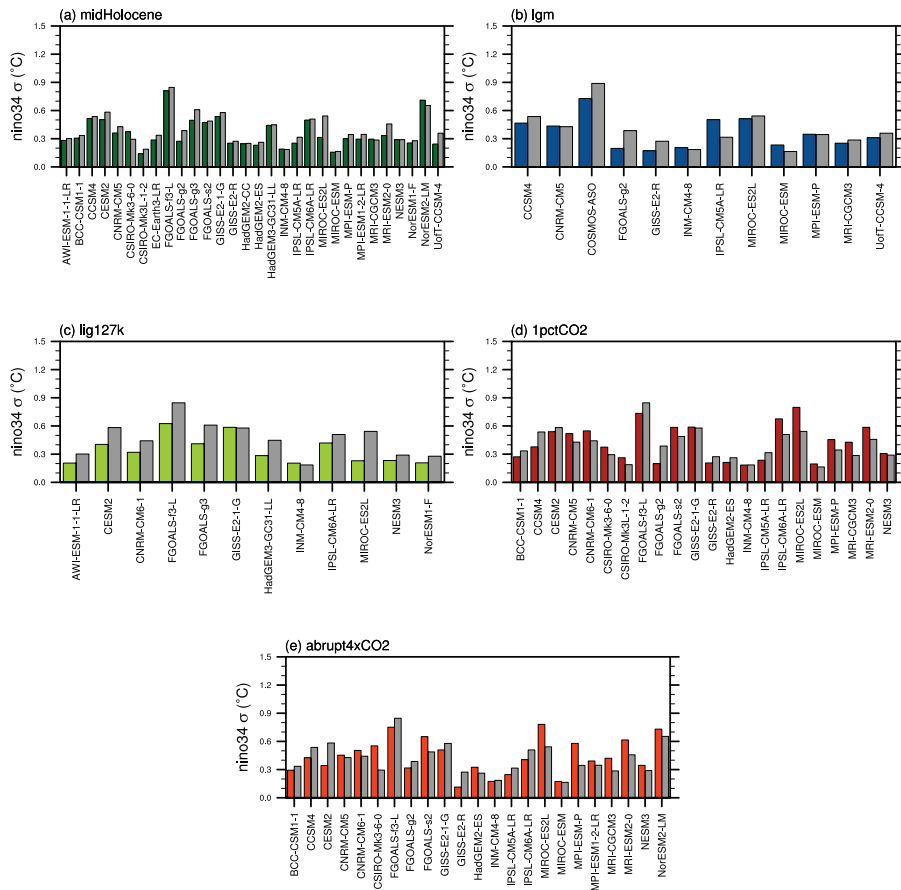 (a) midHolocene
nino34 σ (°C)
1.5
1.2
0.9
0.6
0.3
0.0
AWI-ESM-1-1-LR
BCC-CSM1-1
CCSM4
CESM2
CNRM-CM5
CSIRO-Mk3-6-0
CSIRO-Mk3L-1-2
EC-Earth3-LR
FGOALS-f3-L
FGOALS-g2
FGOALS-g3
FGOALS-s2
GISS-E2-1-G
GISS-E2-R
HadGEM2-CC
HadGEM2-ES
HadGEM3-GC31-LL
INM-CM4-8
IPSL-CM5A-LR
IPSL-CM6A-LR
MIROC-ES2L
MIROC-ESM
MPI-ESM-P
MPI-ESM1-2-LR
MRI-CGCM3
MRI-ESM2-0
NESM3
NorESM1-F
NorESM2-LM
UofT-CCSM-4
(b) lgm
nino34 σ (°C)
1.5
1.2
0.9
0.6
0.3
0.0
CCSM4
CNRM-CM5
COSMOS-ASO
FGOALS-g2
GISS-E2-R
INM-CM4-8
IPSL-CM5A-LR
MIROC-ES2L
MIROC-ESM
MPI-ESM-P
MRI-CGCM3
UofT-CCSM-4
(c) lig127k
nino34 σ (°C)
1.5
1.2
0.9
0.6
0.3
0.0
AWI-ESM-1-1-LR
CESM2
CNRM-CM6-1
FGOALS-f3-L
FGOALS-g3
GISS-E2-1-G
HadGEM3-GC31-LL
INM-CM4-8
IPSL-CM6A-LR
MIROC-ES2L
NESM3
NorESM1-F
(d) 1pctCO2
nino34 σ (°C)
1.5
1.2
0.9
0.6
0.3
0.0
BCC-CSM1-1
CCSM4
CESM2
CNRM-CM5
CNRM-CM6-1
CSIRO-Mk3-6-0
CSIRO-Mk3L-1-2
FGOALS-f3-L
FGOALS-g2
FGOALS-s2
GISS-E2-1-G
GISS-E2-R
HadGEM2-ES
INM-CM4-8
IPSL-CM5A-LR
IPSL-CM6A-LR
MIROC-ES2L
MIROC-ESM
MPI-ESM-P
MRI-CGCM3
MRI-ESM2-0
NESM3
(e) abrupt4xCO2
nino34 σ (°C)
1.5
1.2
0.9
0.6
0.3
0.0
BCC-CSM1-1
CCSM4
CESM2
CNRM-CM5
CNRM-CM6-1
CSIRO-Mk3-6-0
FGOALS-f3-L
FGOALS-g2
FGOALS-s2
GISS-E2-1-G
GISS-E2-R
HadGEM2-ES
INM-CM4-8
IPSL-CM5A-LR
IPSL-CM6A-LR
MIROC-ES2L
MIROC-ESM
MPI-ESM-P
MPI-ESM1-2-LR
MRI-CGCM3
MRI-ESM2-0
NESM3
NorESM2-LM